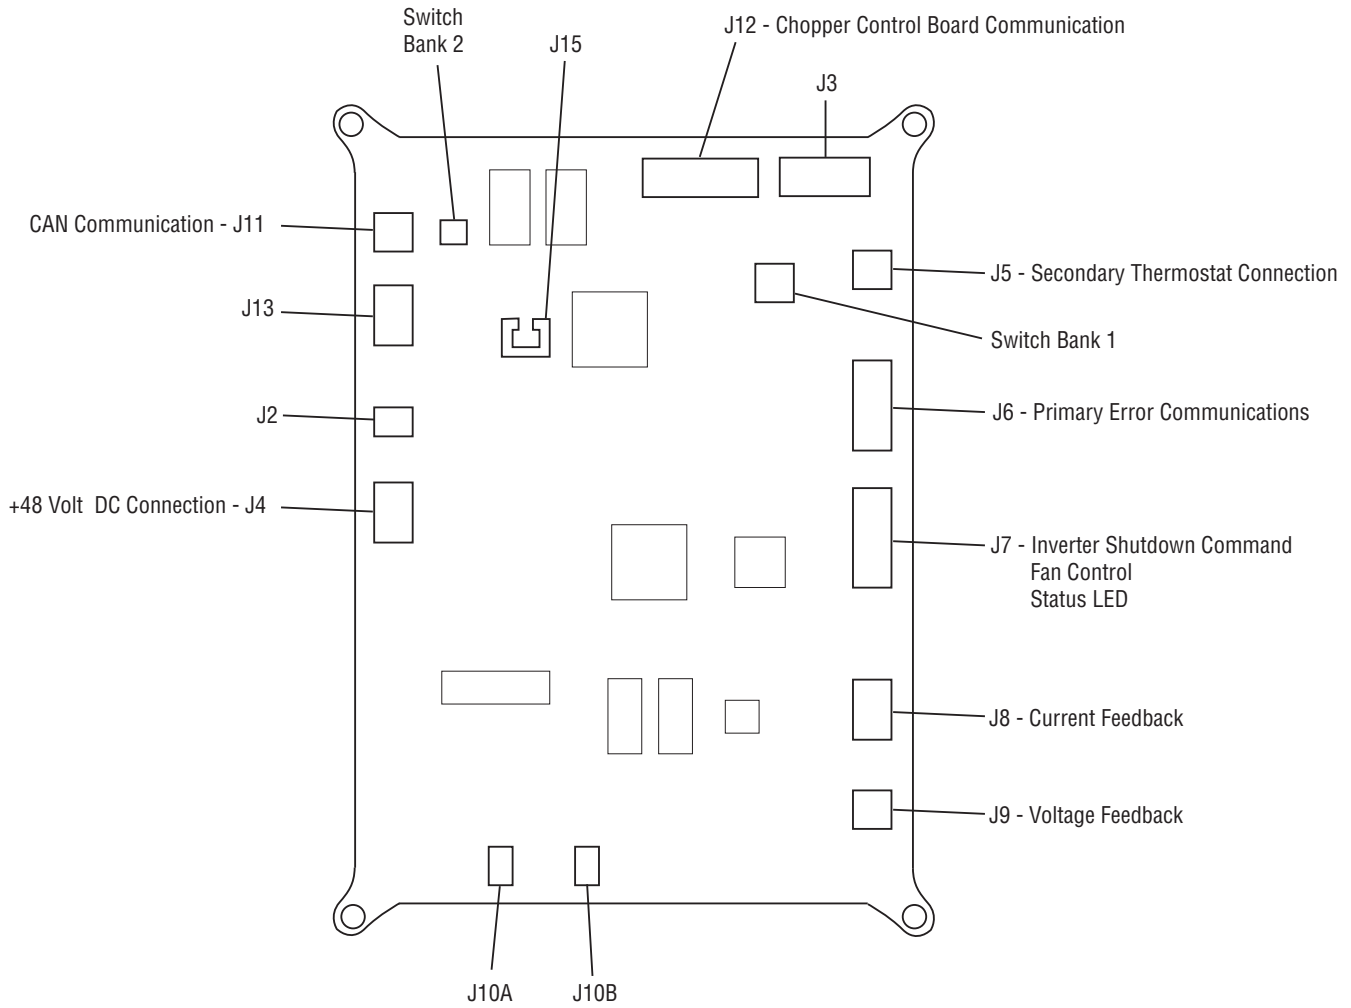 Switch
Bank 2
J15
J12 - Chopper Control Board Communication
J3
CAN Communication - J11
J13
J2
+48 Volt  DC Connection - J4
J5 - Secondary Thermostat Connection
Switch Bank 1
J6 - Primary Error Communications
J7 - Inverter Shutdown Command
Fan Control
Status LED
J8 - Current Feedback
J9 - Voltage Feedback
J10A
J10B